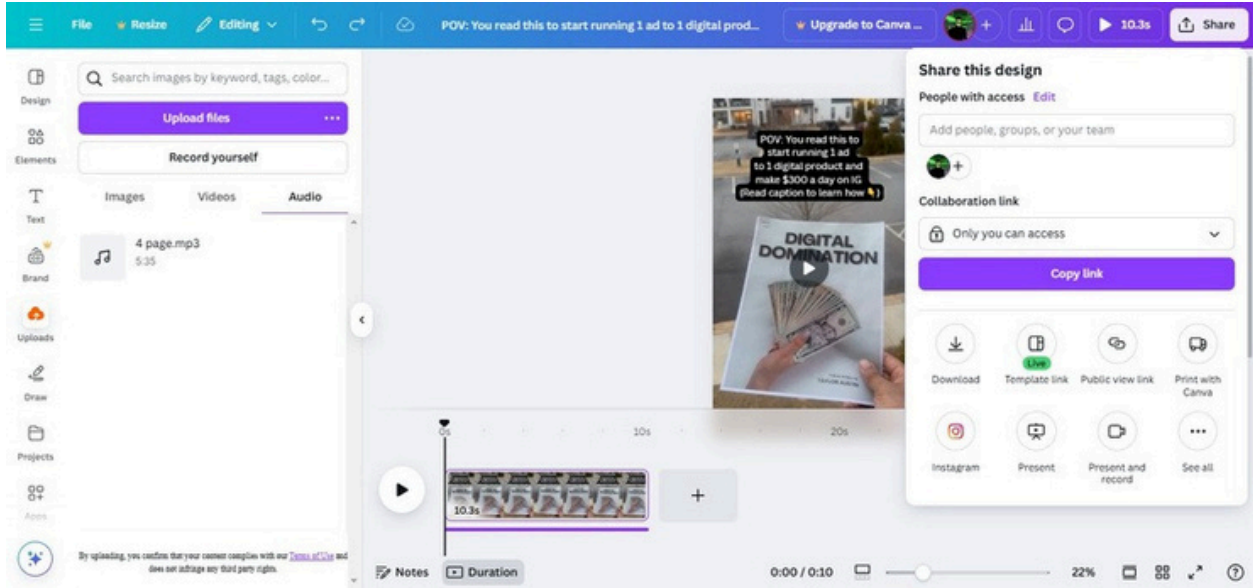 File
Resize
Editing
POV: You read this to start running 1 ad to 1 digital prod...
Upgrade to Canva ...
10.3s
Share
Design
Elements
Text
Brand
Uploads
Draw
Projects
Apps
Search images by keyword, tags, color...
Upload files
Record yourself
Images
Videos
Audio
4 page.mp3
5:35
By uploading, you confirm that your content complies with our Terms of Use and
does not infringe any third party rights.
POV: You read this to
start running 1 ad
to 1 digital product and
make $300 a day on IG
(Read caption to learn how 👇)
DIGITAL
DOMINATION
Share this design
People with access Edit
Add people, groups, or your team
Collaboration link
Only you can access
Copy link
Download
Live
Template link
Public view link
Print with
Canva
Instagram
Present
Present and
record
See all
0s
10s
20s
10.3s
Notes
Duration
0:00 / 0:10
22%